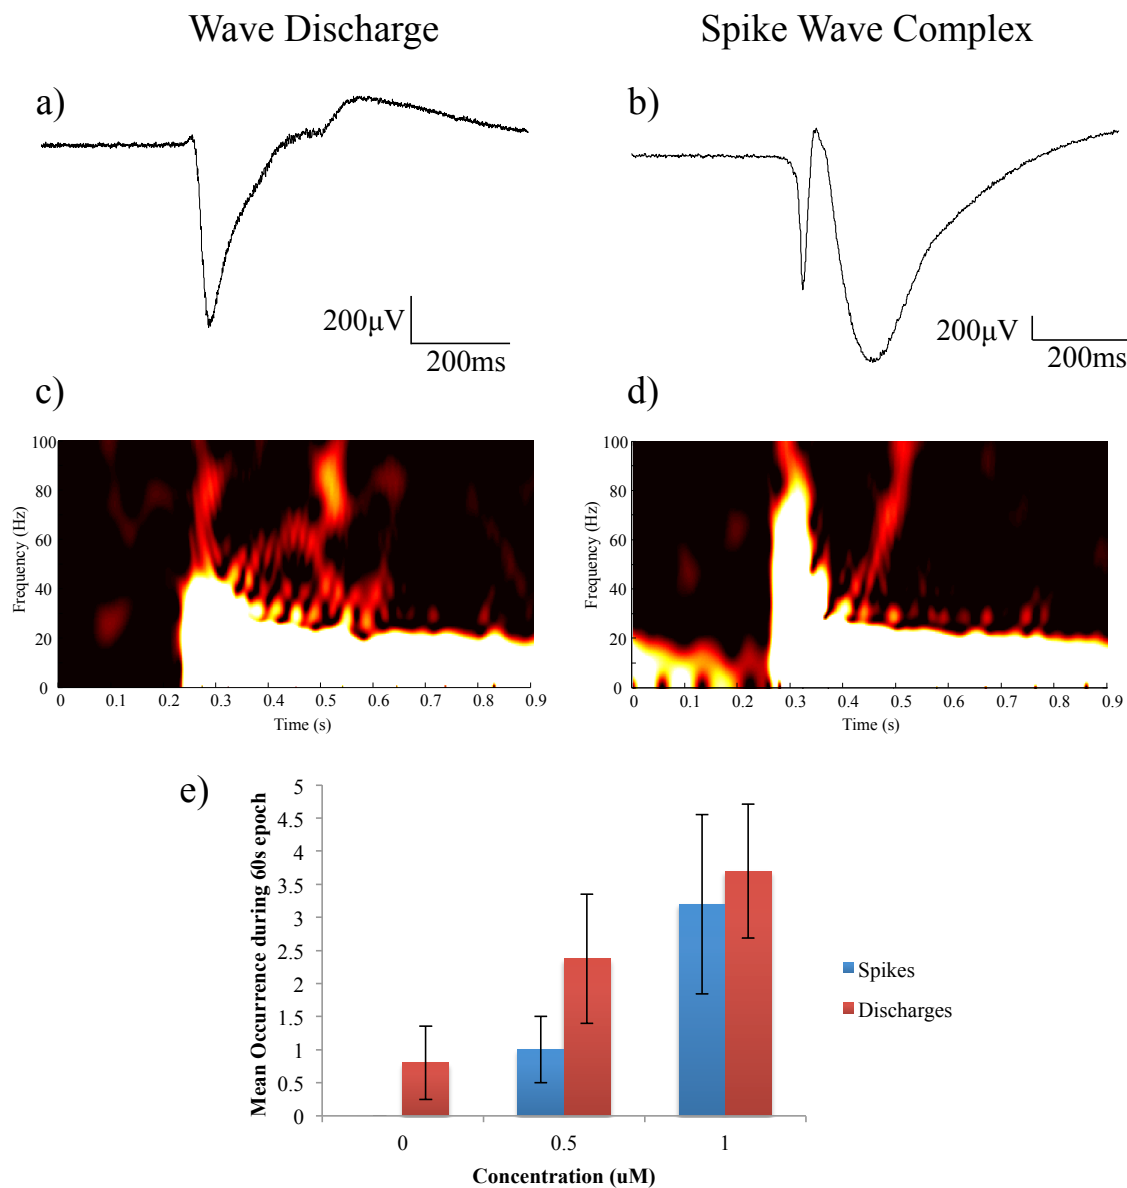 Wave Discharge
Spike Wave Complex
a)
b)
200μV
200ms
200μV
200ms
c)
d)
100
80
60
40
20
0
Frequency (Hz)
0 0.1 0.2 0.3 0.4 0.5 0.6 0.7 0.8 0.9
Time (s)
100
80
60
40
20
0
Frequency (Hz)
0 0.1 0.2 0.3 0.4 0.5 0.6 0.7 0.8 0.9
Time (s)
e)
Mean Occurrence during 60s epoch
5
4.5
4
3.5
3
2.5
2
1.5
1
0.5
0
0 0.5 1
Concentration (uM)
Spikes
Discharges